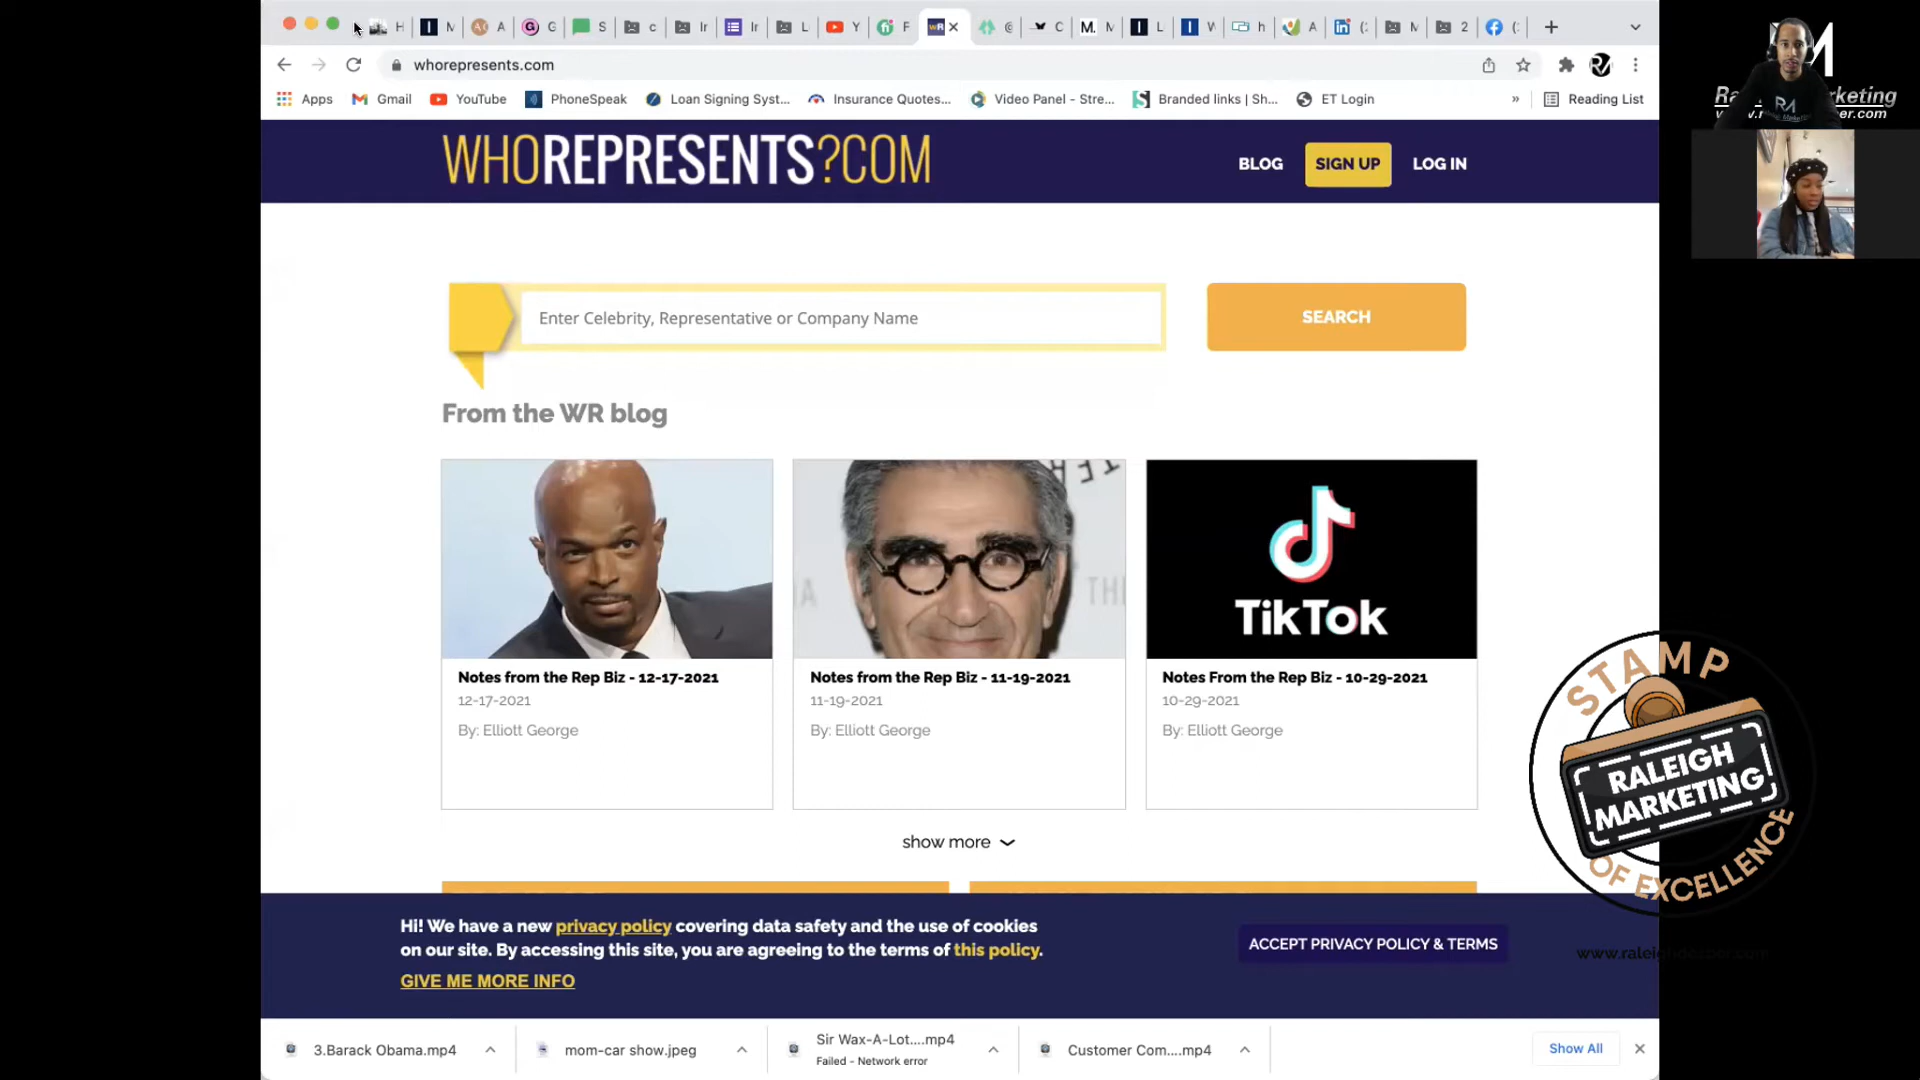 whorepresents.com
Apps
Gmail
YouTube
PhoneSpeak
Loan Signing Syst...
Insurance Quotes...
Video Panel - Stre...
Branded links | Sh...
ET Login
»
Reading List
WHOREPRESENTS?COM
BLOG
SIGN UP
LOG IN
Enter Celebrity, Representative or Company Name
SEARCH
From the WR blog
TikTok
Notes from the Rep Biz - 12-17-2021
12-17-2021
By: Elliott George
Notes from the Rep Biz - 11-19-2021
11-19-2021
By: Elliott George
Notes From the Rep Biz - 10-29-2021
10-29-2021
By: Elliott George
show more
Hi! We have a new privacy policy covering data safety and the use of cookies
on our site. By accessing this site, you are agreeing to the terms of this policy.
GIVE ME MORE INFO
ACCEPT PRIVACY POLICY & TERMS
3.Barack Obama.mp4
mom-car show.jpeg
Sir Wax-A-Lot....mp4
Failed - Network error
Customer Com....mp4
Show All
STAMP
RALEIGH
MARKETING
OF EXCELLENCE